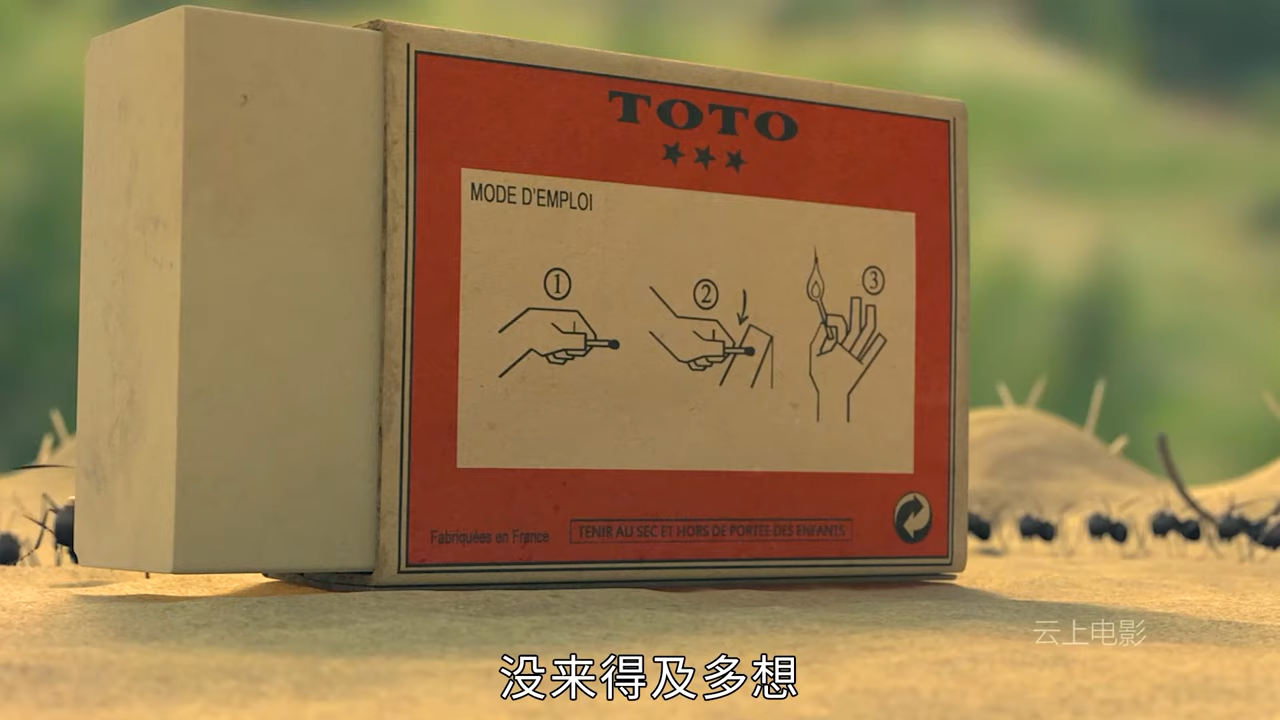 TOTO
MODE D'EMPLOI
1
2
3
Fabriquées en France
TENIR AU SEC ET HORS DE PORTEE DES ENFANTS
云上电影
没来得及多想